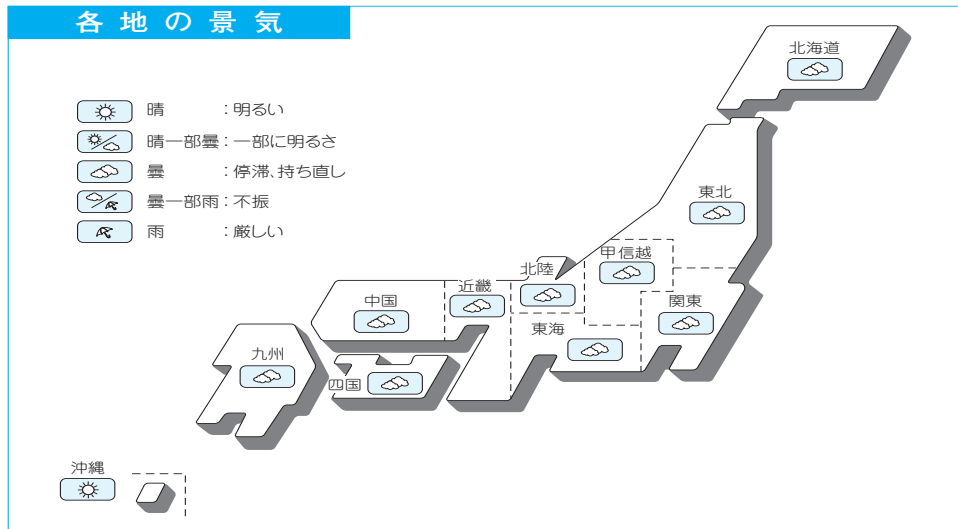 各地の景気
晴　　　：明るい
晴一部曇：一部に明るさ
曇　　　：停滞、持ち直し
曇一部雨：不振
雨　　　：厳しい
北海道
東北
甲信越
北陸
近畿
関東
中国
東海
九州
四国
沖縄